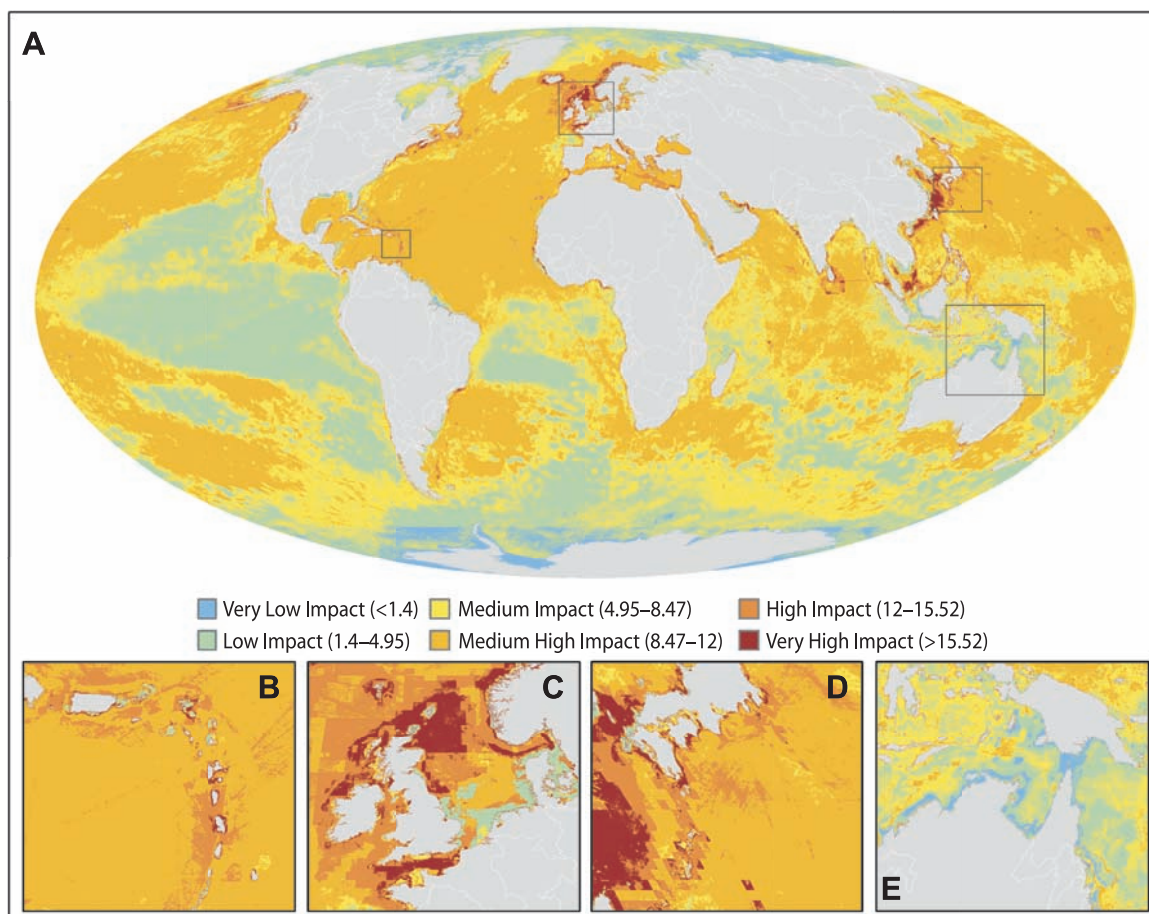 A
Very Low Impact (<1.4) Medium Impact (4.95–8.47) High Impact (12–15.52)
Low Impact (1.4–4.95) Medium High Impact (8.47–12) Very High Impact (>15.52)
B
C
D
E